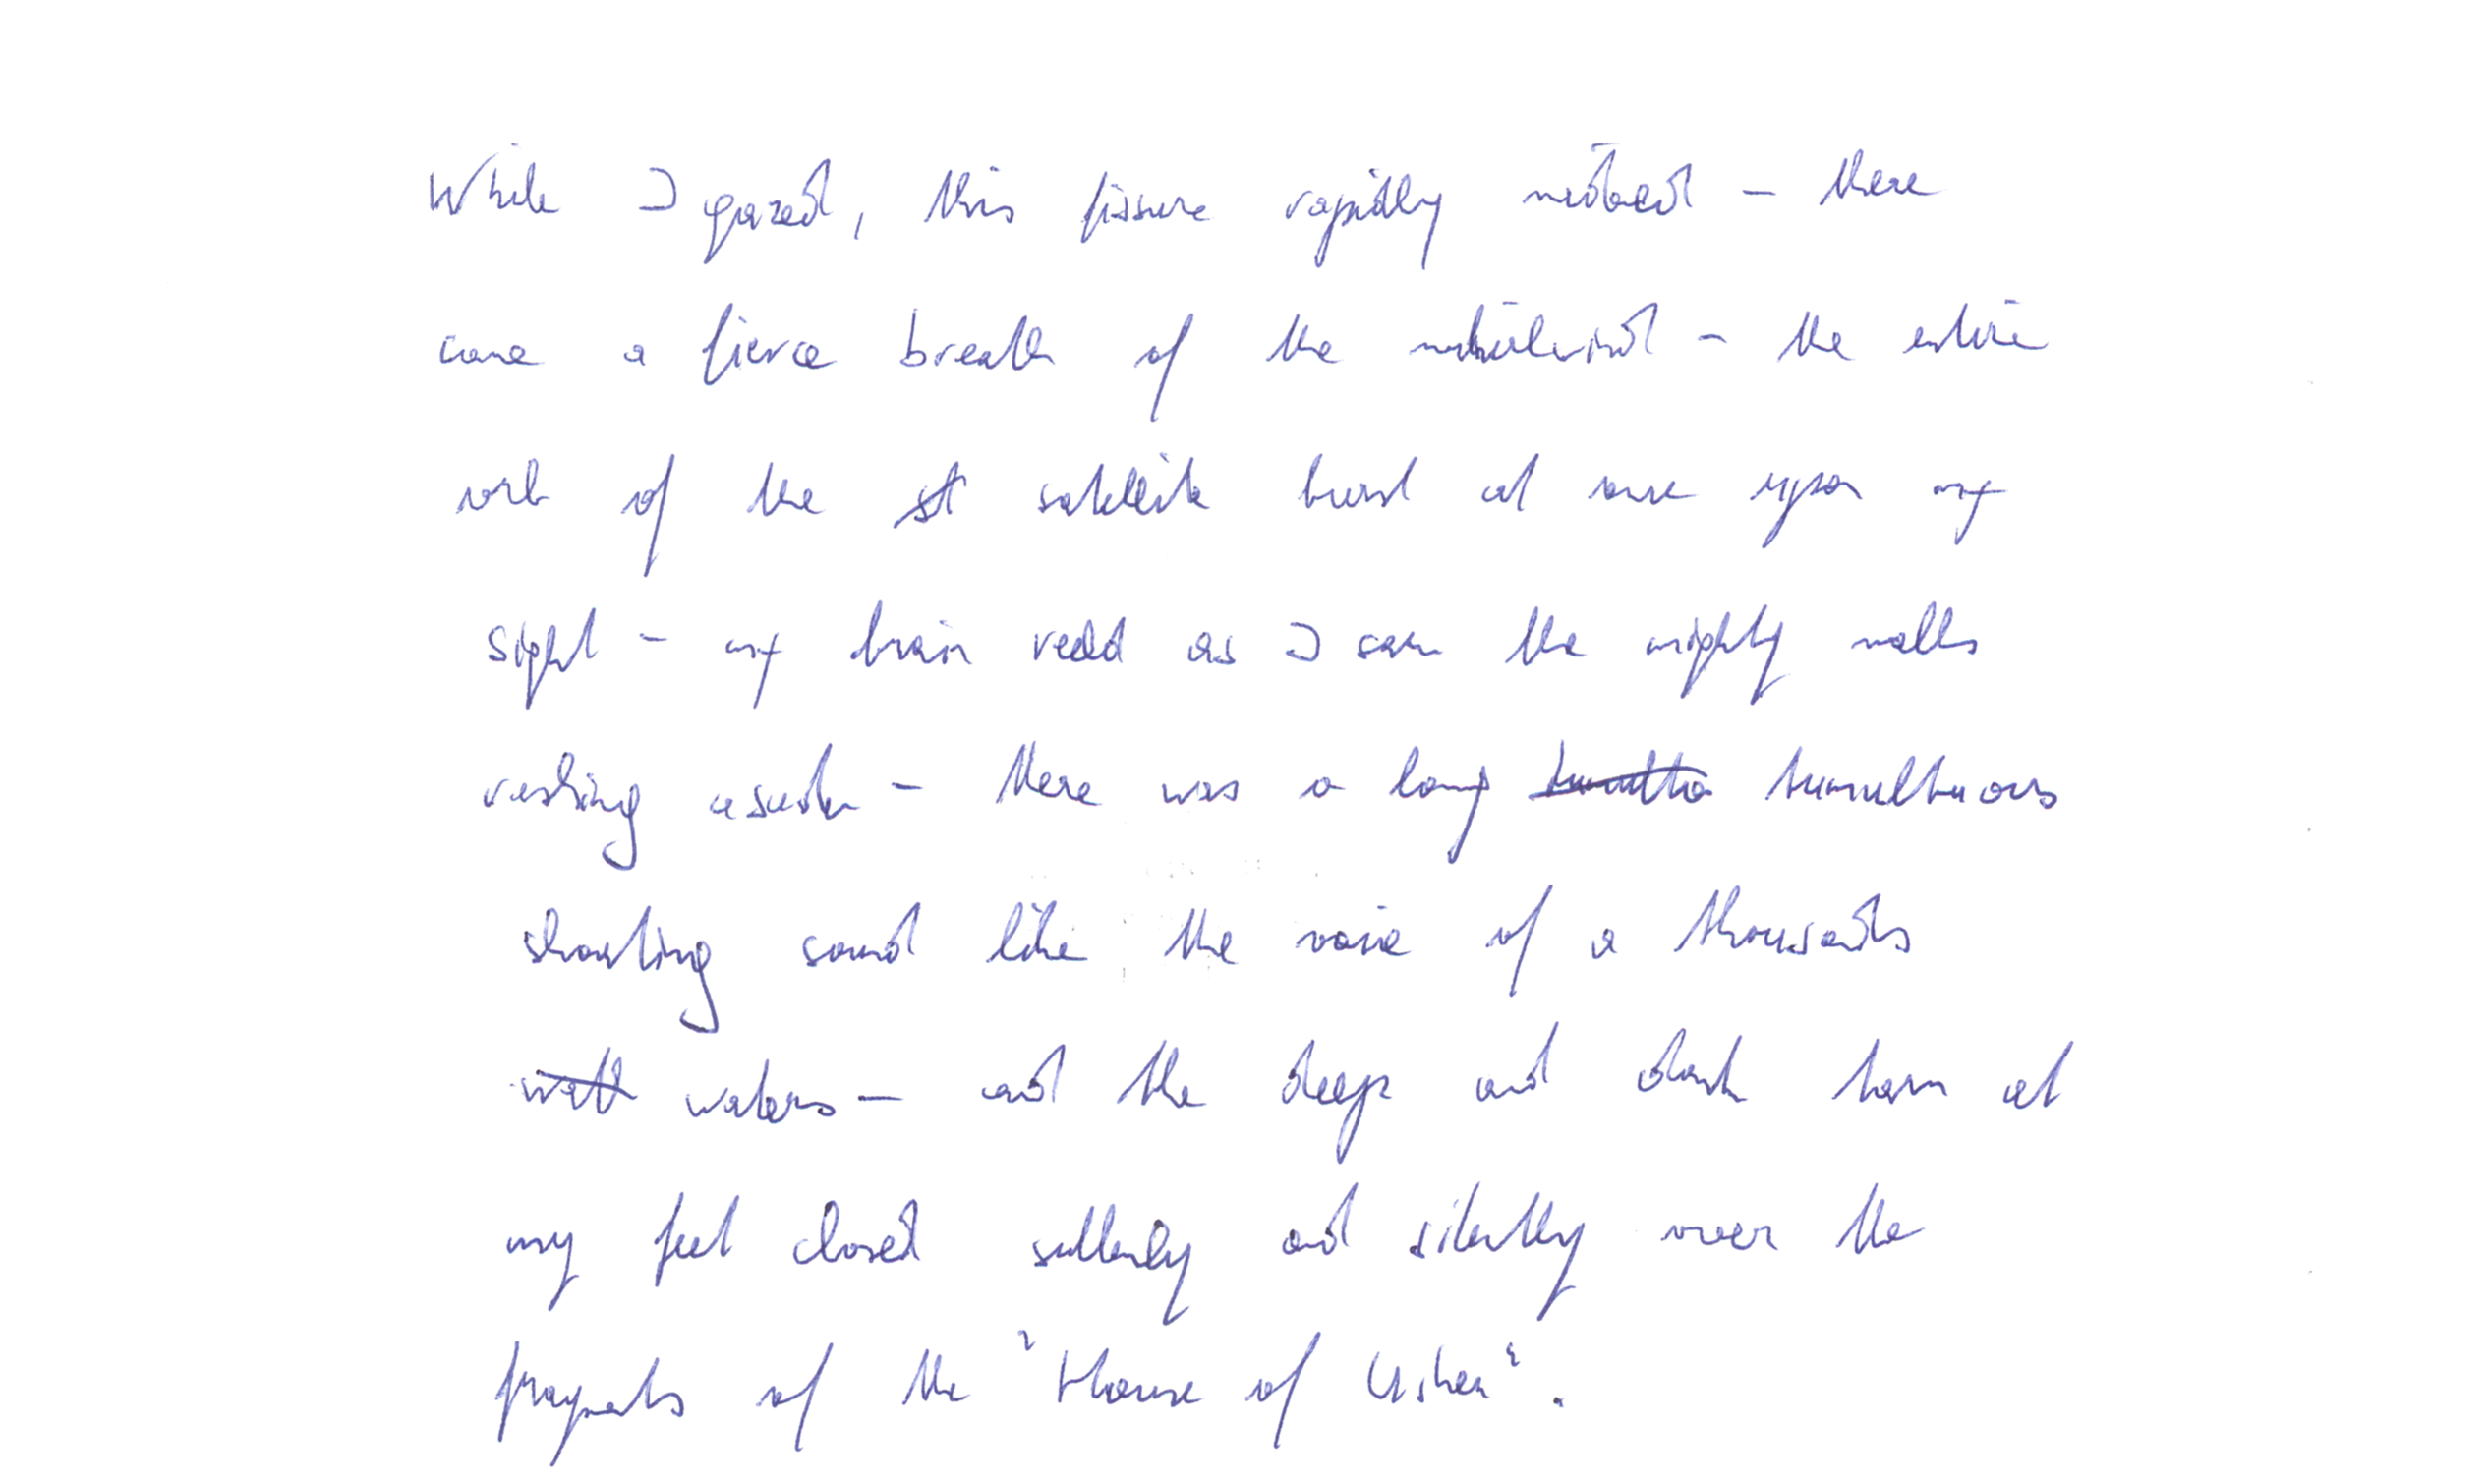 While I gazed, this fissure rapidly widened - there
came a fierce breath of the whirlwind - the entire
orb of the st satellite burst at once upon my
sight - my brain reeled as I saw the mighty walls
rushing asunder - there was a long tumultuous
shouting sound like the voice of a thousands
watt waters - and the deep and dank tarn at
my feet closed sullenly and silently over the
fragments of the "House of Usher".